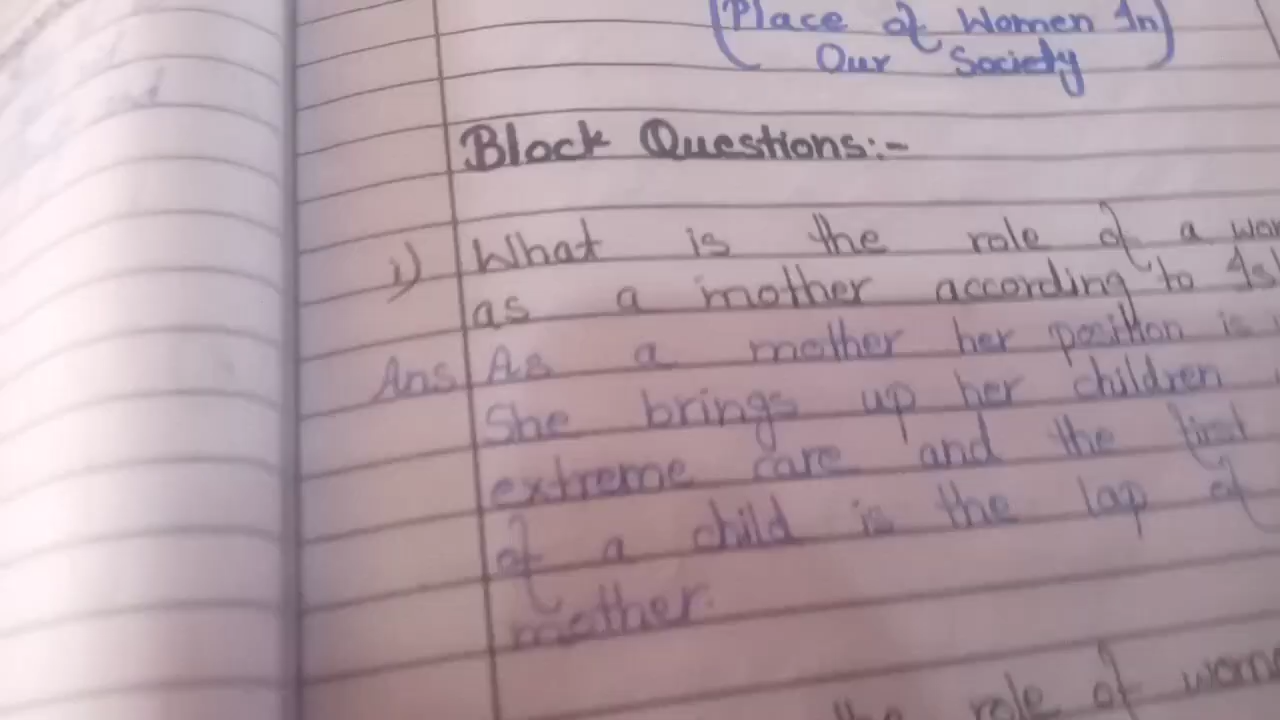 (Place of Women In
Our Society)
Block Questions:-
i) What is the role of a
as a mother according to
Ans As a mother her position is
She brings up her children
extreme care and the first
of a child is the lap of
mother.
the role of